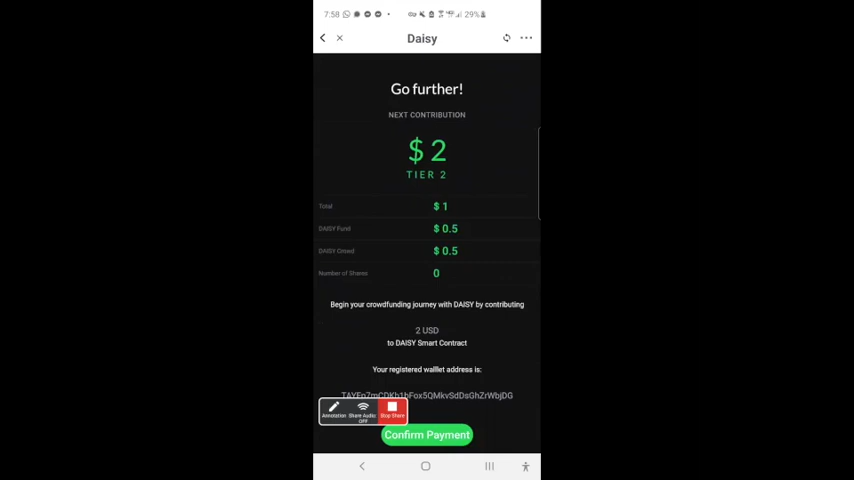 7:58 29%
Daisy
Go further!
NEXT CONTRIBUTION
$ 2
TIER 2
Total $ 1
DAISY Fund $ 0.5
DAISY Crowd $ 0.5
Number of Shares 0
Begin your crowdfunding journey with DAISY by contributing
2 USD
to DAISY Smart Contract
Your registered walllet address is:
Annotation Share Audio: OFF Stop Share
Confirm Payment